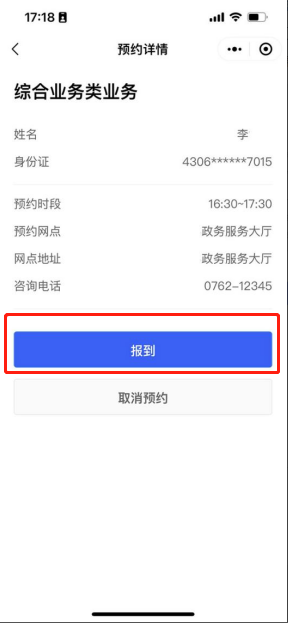 17:18
预约详情
综合业务类业务
姓名 李
身份证 4306******7015
预约时段 16:30~17:30
预约网点 政务服务大厅
网点地址 政务服务大厅
咨询电话 0762-12345
报到
取消预约